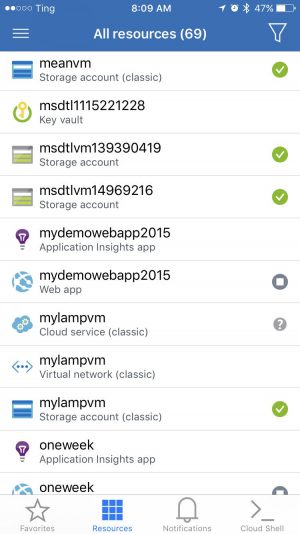 Ting
8:09 AM
47%
All resources (69)
meanvm
Storage account (classic)
msdtl1115221228
Key vault
msdtlvm139390419
Storage account
msdtlvm14969216
Storage account
mydemowebapp2015
Application Insights app
mydemowebapp2015
Web app
mylampvm
Cloud service (classic)
?
mylampvm
Virtual network (classic)
mylampvm
Storage account (classic)
oneweek
Application Insights app
oneweek
Favorites
Resources
Notifications
Cloud Shell